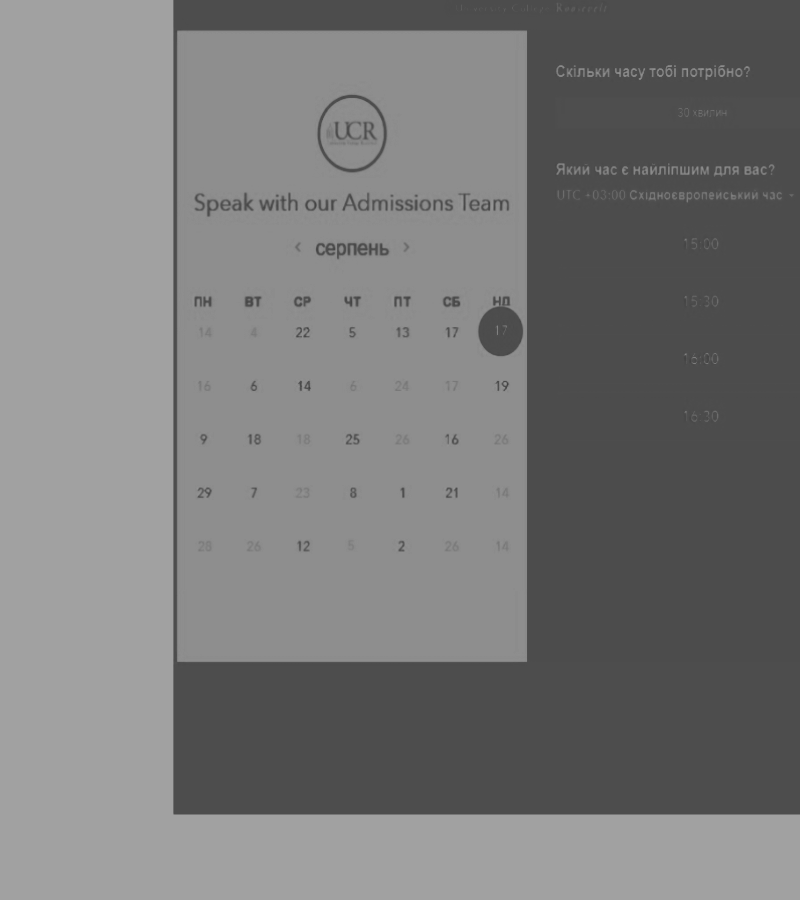 Roosevelt
UCR
Speak with our Admissions Team
‹ серпень ›
ПН ВТ СР ЧТ ПТ СБ НД
14 4 22 5 13 17 17
16 6 14 6 24 17 19
9 18 18 25 26 16 26
29 7 23 8 1 21 14
26 12 5 2 26 14
Скільки часу тобі потрібно?
30 хвилин
Який час є найліпшим для вас?
UTC +03:00 Східноєвропейський час
15:00
15:30
16:00
16:30